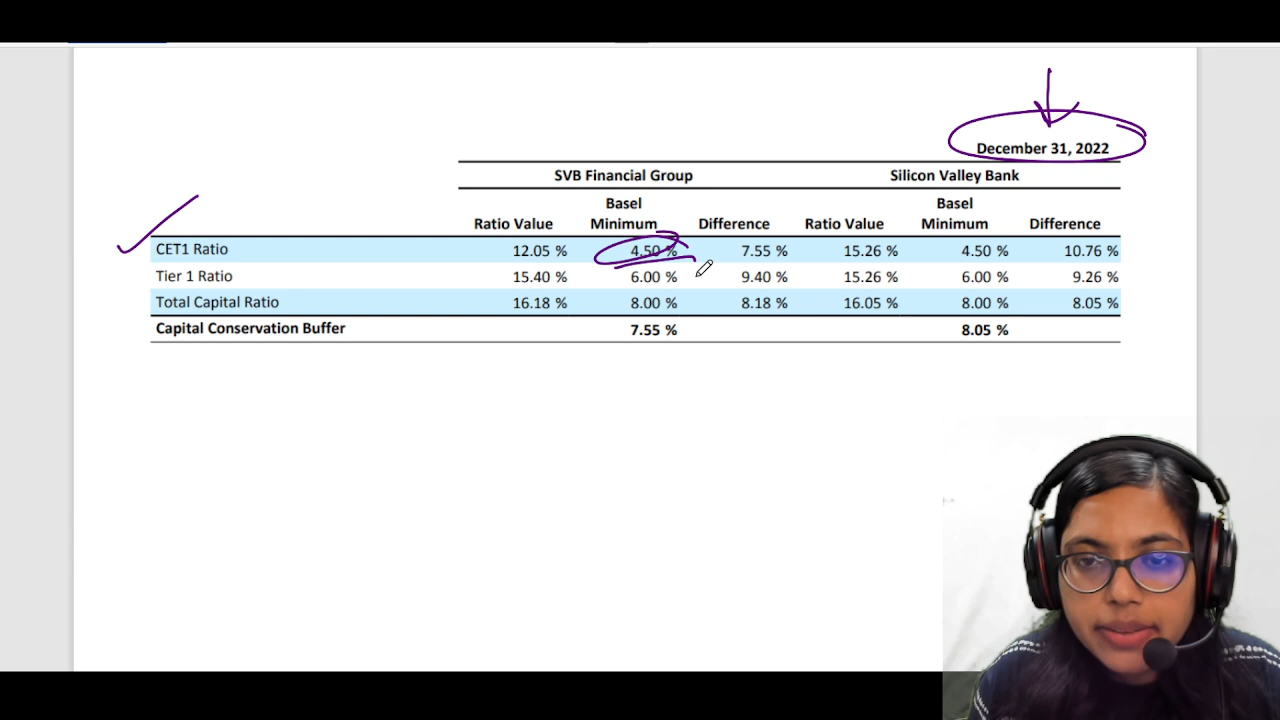 December 31, 2022
SVB Financial Group Silicon Valley Bank
Basel Basel
Ratio Value Minimum Difference Ratio Value Minimum Difference
CET1 Ratio 12.05 % 4.50 % 7.55 % 15.26 % 4.50 % 10.76 %
Tier 1 Ratio 15.40 % 6.00 % 9.40 % 15.26 % 6.00 % 9.26 %
Total Capital Ratio 16.18 % 8.00 % 8.18 % 16.05 % 8.00 % 8.05 %
Capital Conservation Buffer 7.55 % 8.05 %